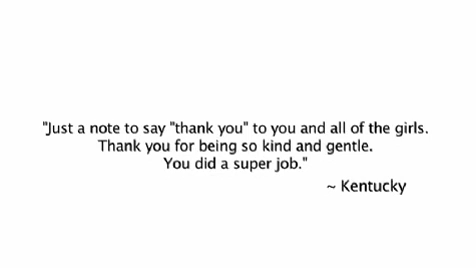 "Just a note to say "thank you" to you and all of the girls.
Thank you for being so kind and gentle.
You did a super job."
~ Kentucky